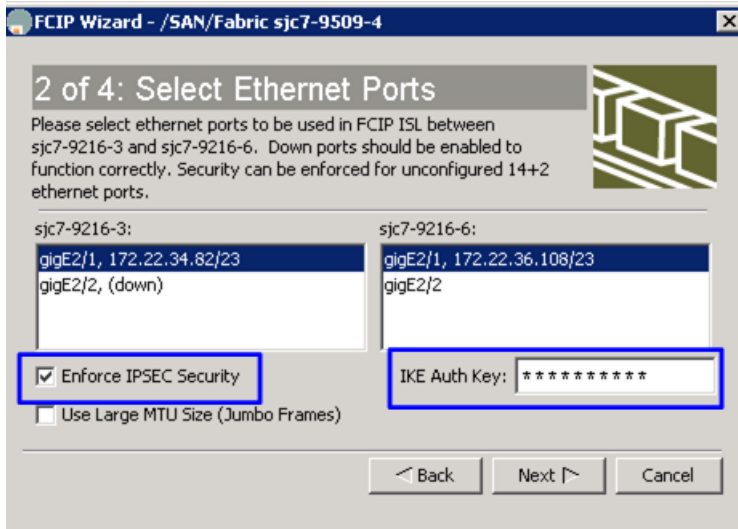 FCIP Wizard - /SAN/Fabric sjc7-9509-4
2 of 4: Select Ethernet Ports
Please select ethernet ports to be used in FCIP ISL between
sjc7-9216-3 and sjc7-9216-6. Down ports should be enabled to
function correctly. Security can be enforced for unconfigured 14+2
ethernet ports.
sjc7-9216-3:
gigE2/1, 172.22.34.82/23
gigE2/2, (down)
sjc7-9216-6:
gigE2/1, 172.22.36.108/23
gigE2/2
Enforce IPSEC Security
IKE Auth Key: **********
Use Large MTU Size (Jumbo Frames)
Back Next Cancel